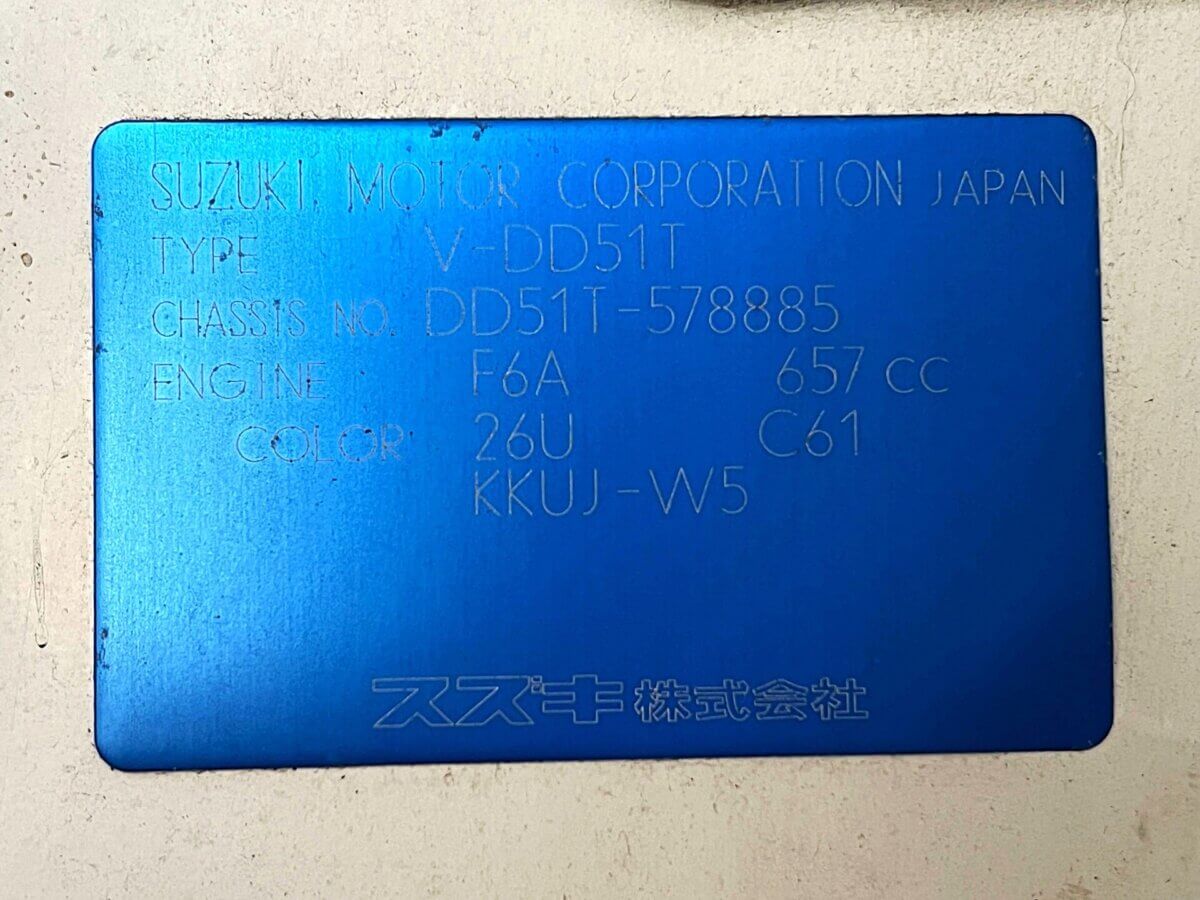 SUZUKI MOTOR CORPORATION JAPAN
TYPE V-DD51T
CHASSIS NO. DD51T-578885
ENGINE F6A 657 cc
COLOR 26U C61
KKUJ-W5
スズキ株式会社